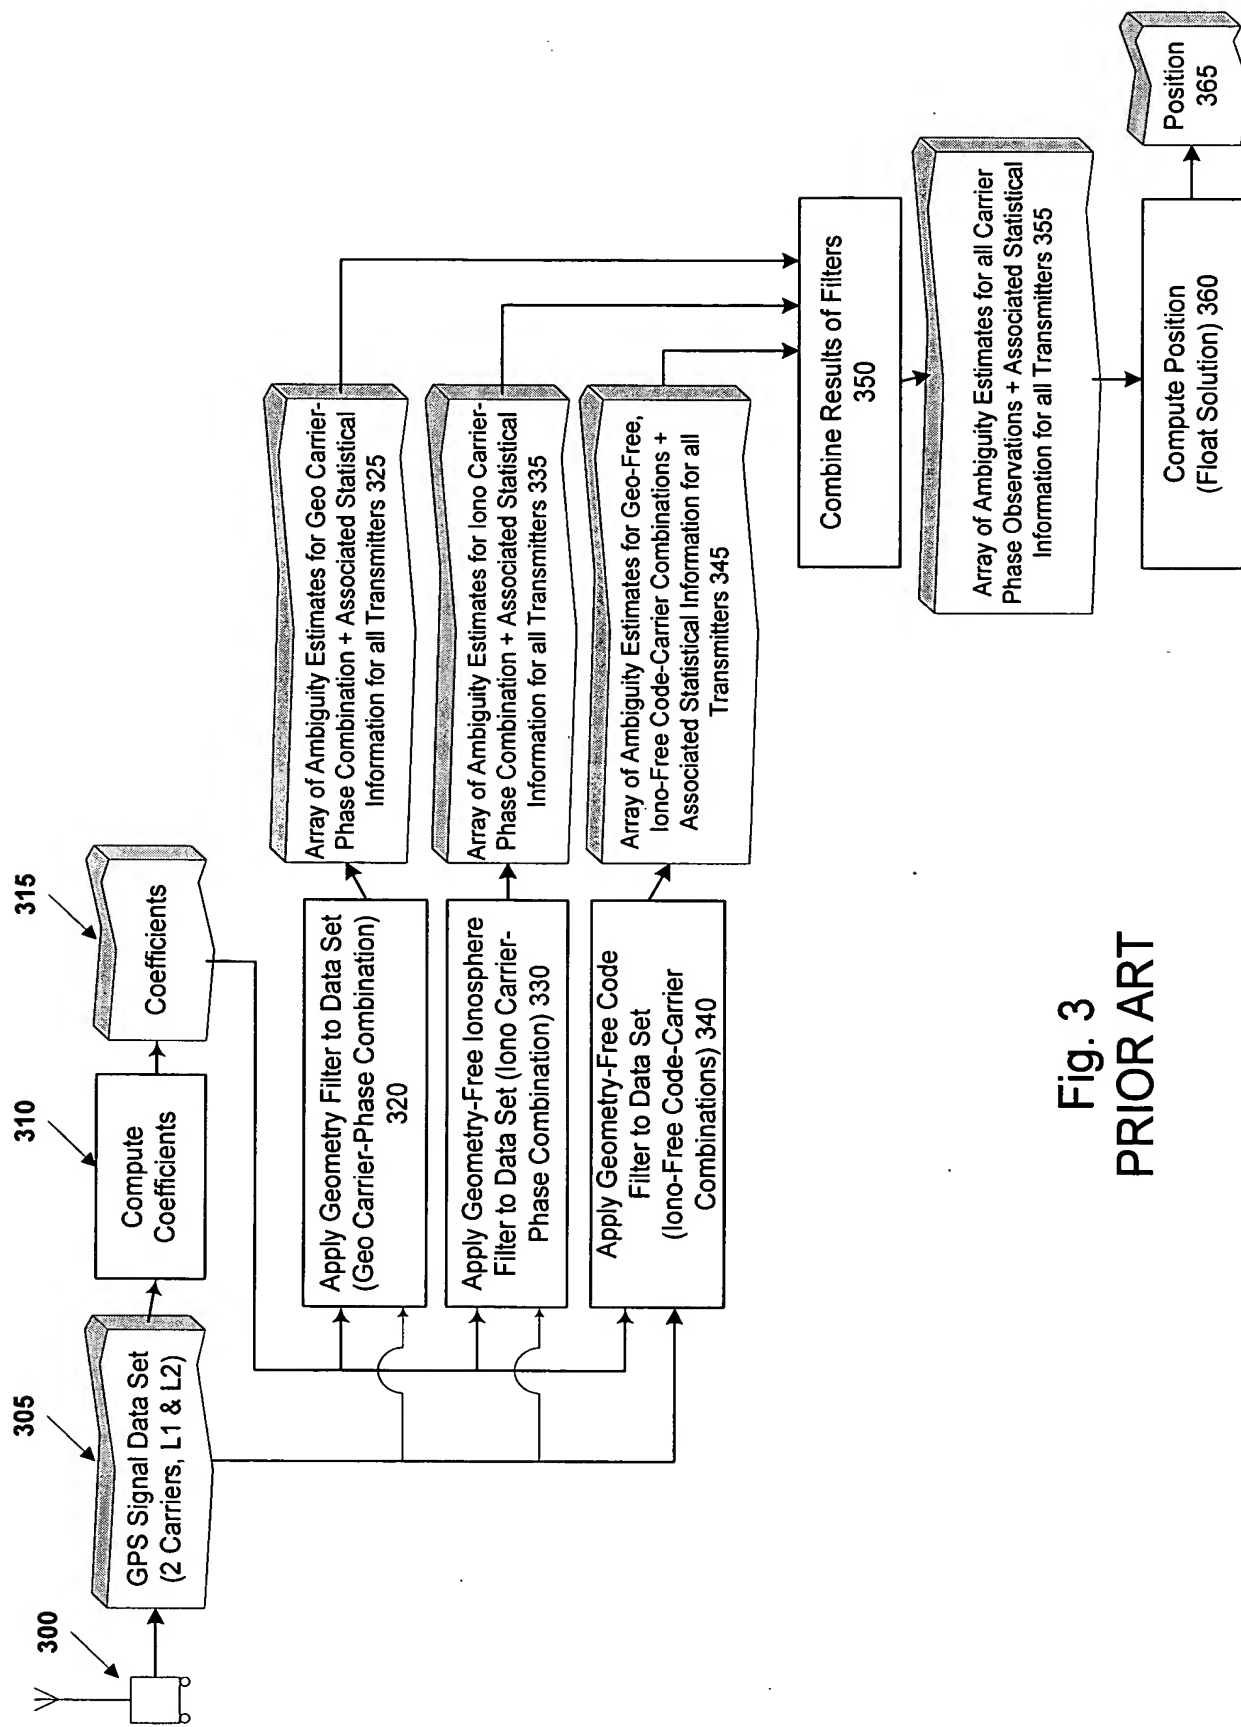 300
305
GPS Signal Data Set
(2 Carriers, L1 & L2)
310
Compute
Coefficients
315
Coefficients
Apply Geometry Filter to Data Set
(Geo Carrier-Phase Combination)
320
Array of Ambiguity Estimates for Geo Carrier-
Phase Combination + Associated Statistical
Information for all Transmitters 325
Apply Geometry-Free Ionosphere
Filter to Data Set (Iono Carrier-
Phase Combination) 330
Array of Ambiguity Estimates for Iono Carrier-
Phase Combination + Associated Statistical
Information for all Transmitters 335
Apply Geometry-Free Code
Filter to Data Set
(Iono-Free Code-Carrier
Combinations) 340
Array of Ambiguity Estimates for Geo-Free,
Iono-Free Code-Carrier Combinations +
Associated Statistical Information for all
Transmitters 345
Combine Results of Filters
350
Array of Ambiguity Estimates for all Carrier
Phase Observations + Associated Statistical
Information for all Transmitters 355
Compute Position
(Float Solution) 360
Position
365
Fig. 3
PRIOR ART